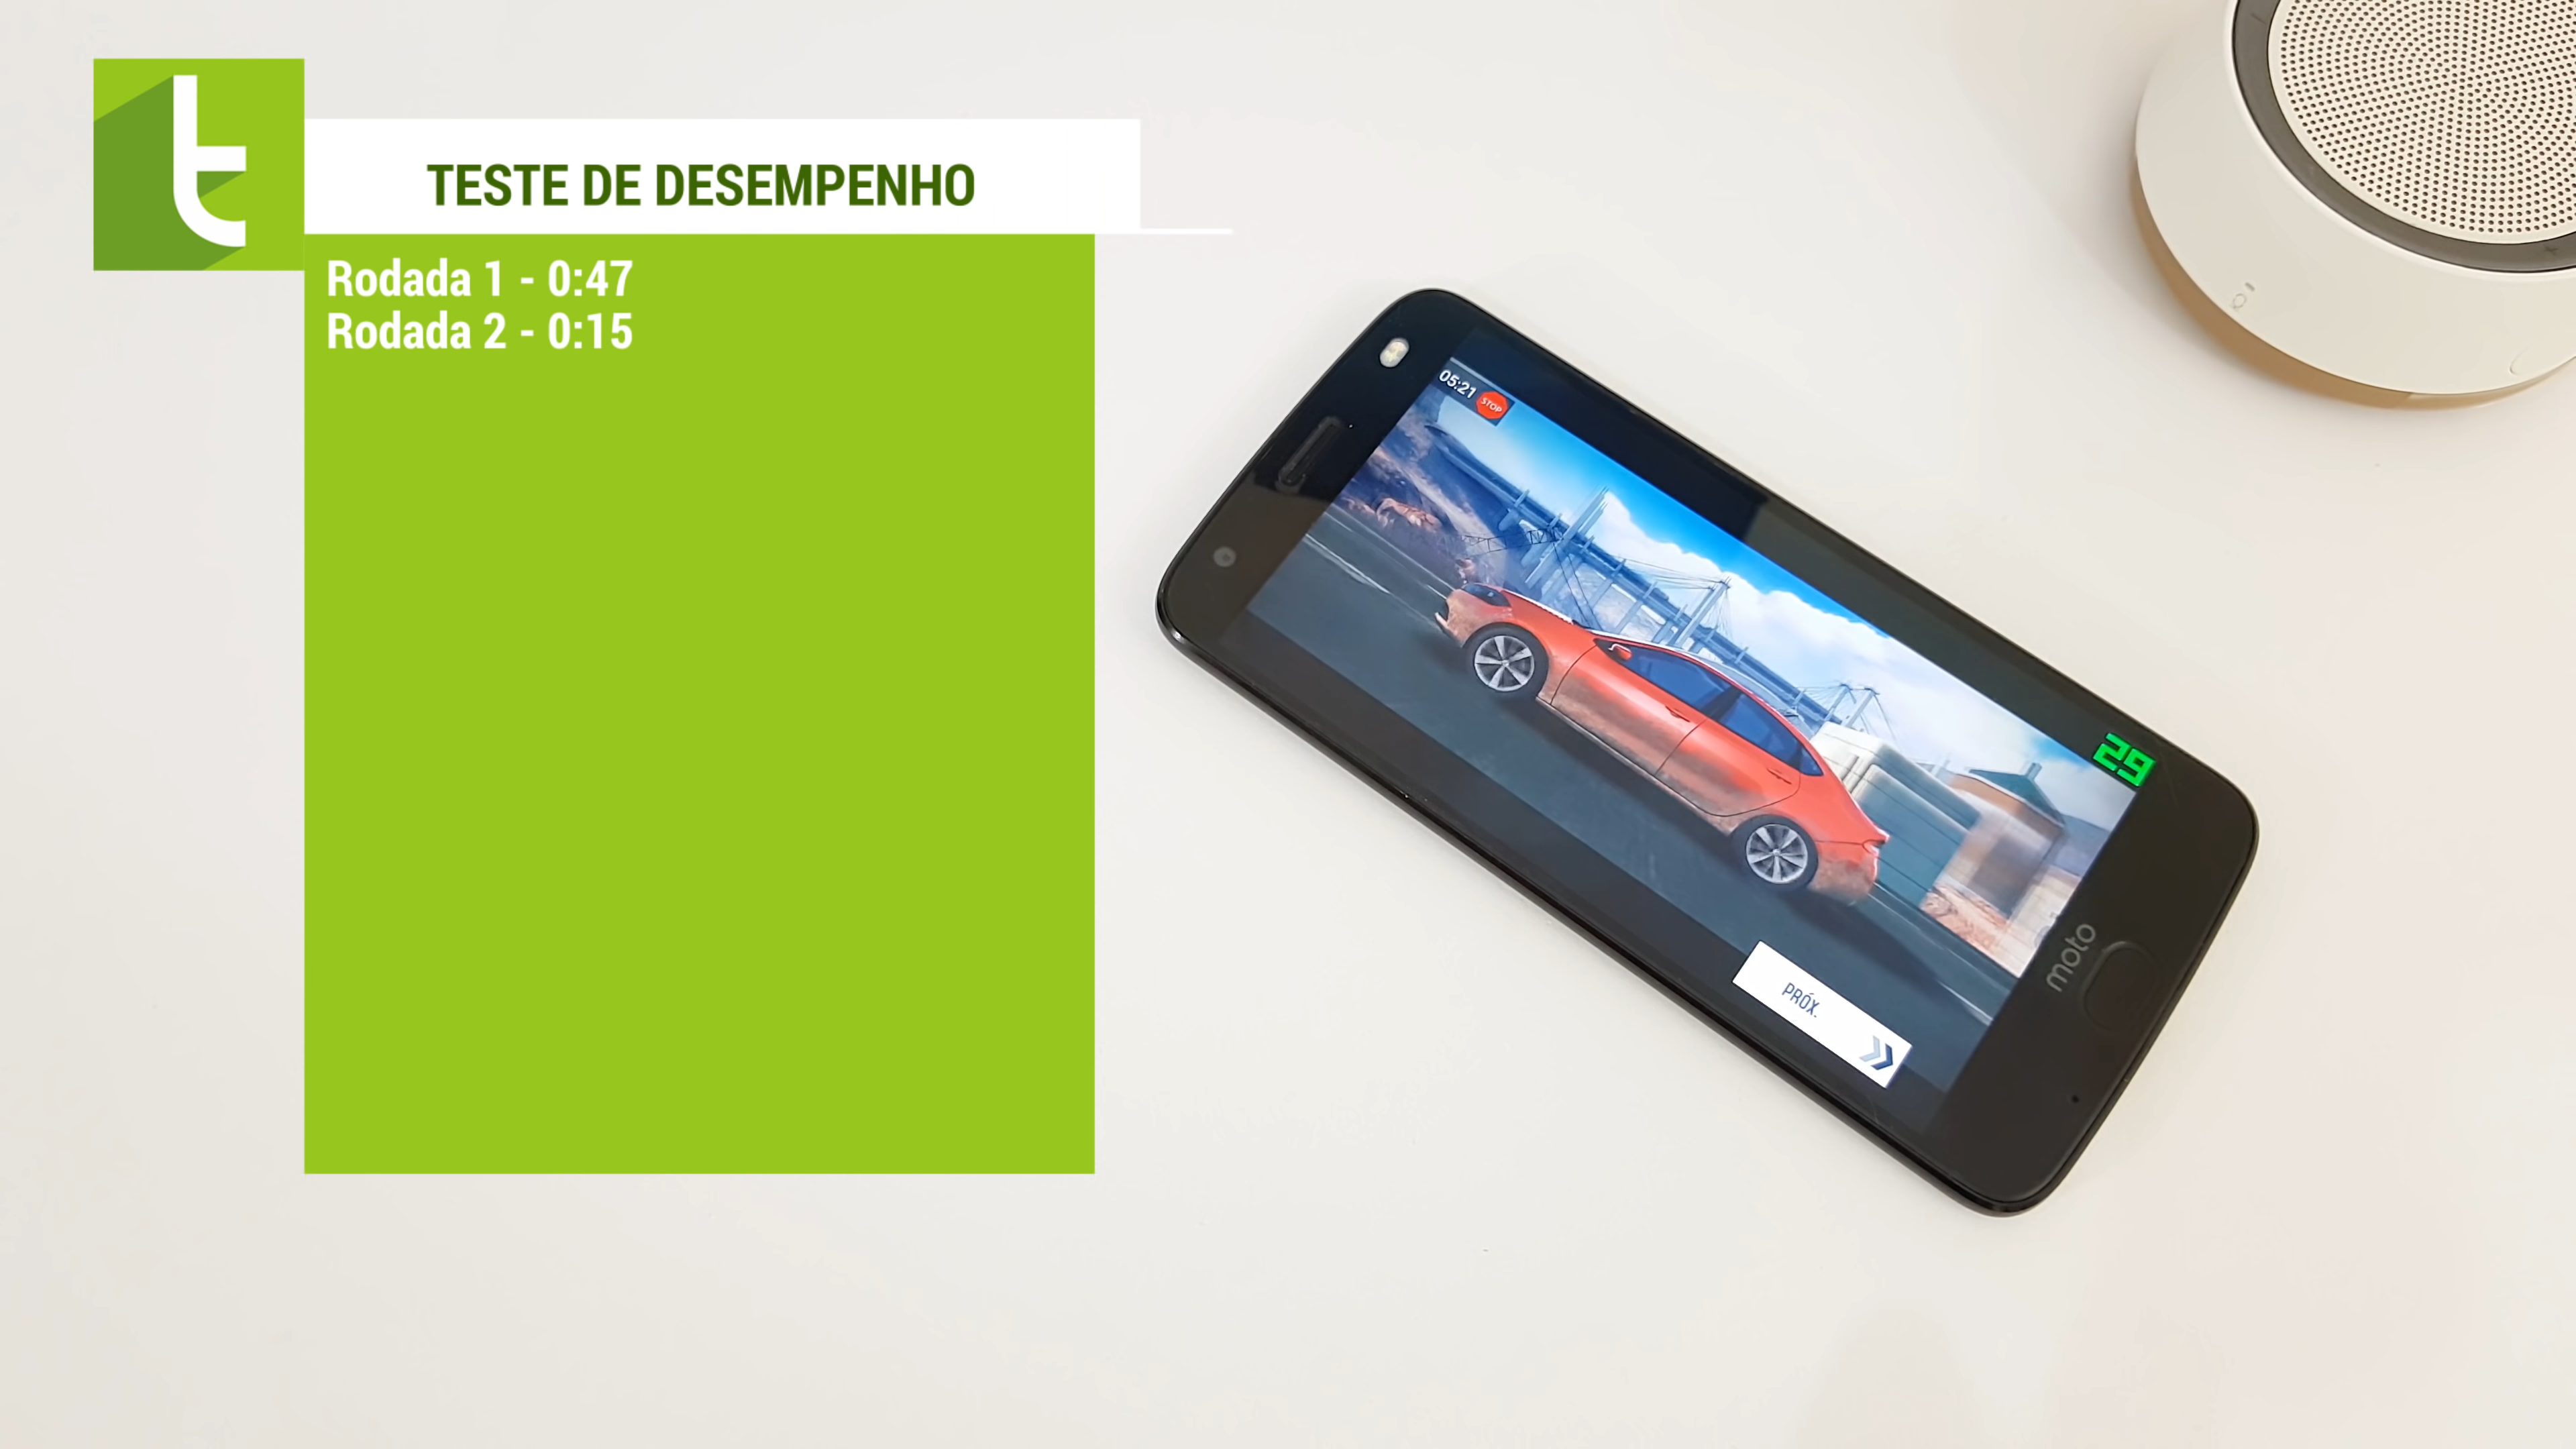 t
TESTE DE DESEMPENHO
Rodada 1 - 0:47
Rodada 2 - 0:15
05:21
STOP
29
moto
PRÓX.